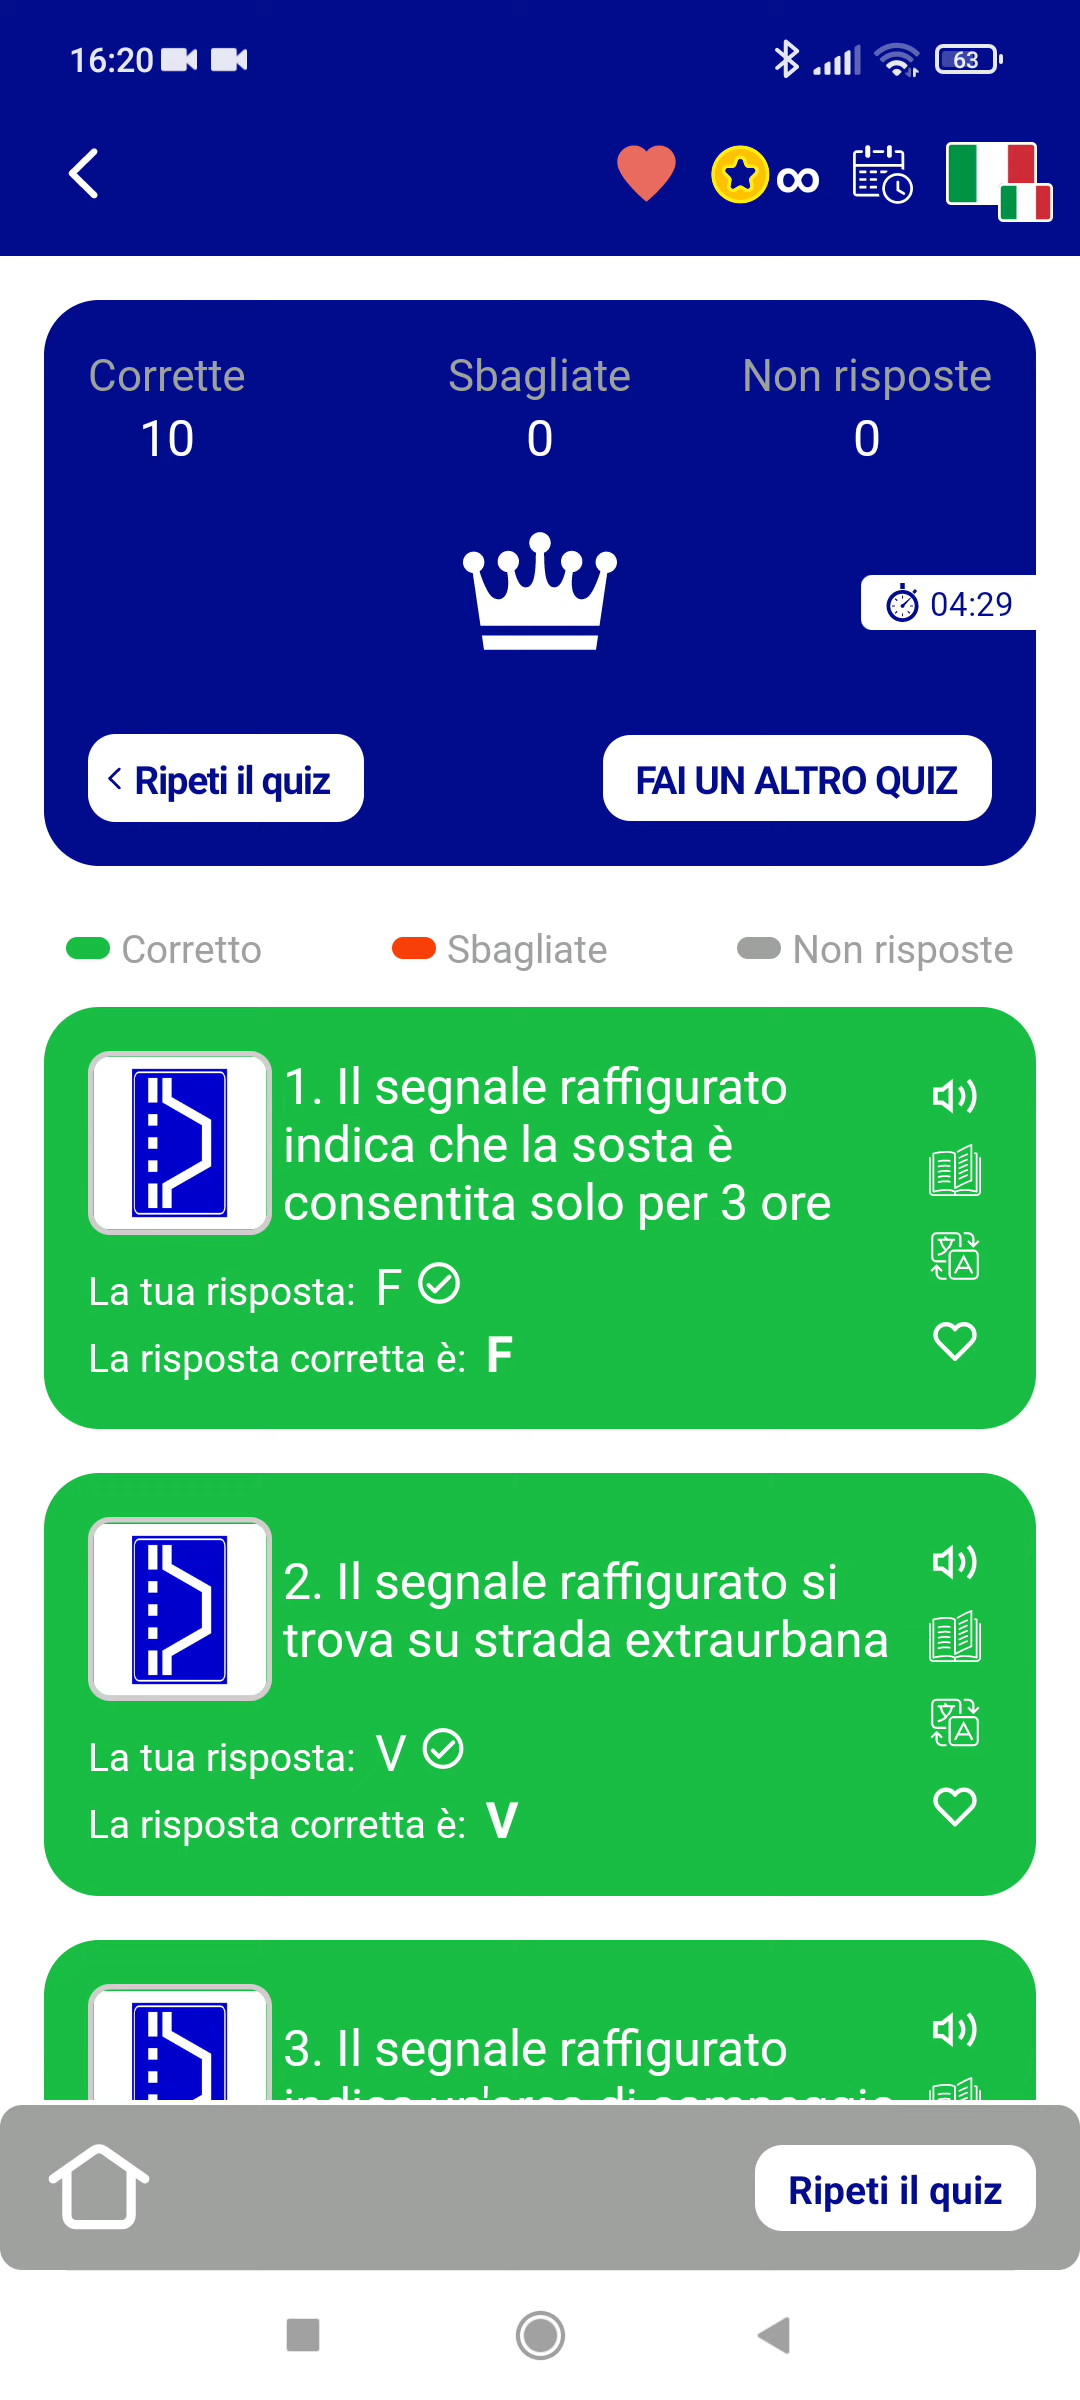 16:20
63
Corrette
Sbagliate
Non risposte
10
0
0
04:29
Ripeti il quiz
FAI UN ALTRO QUIZ
Corretto
Sbagliate
Non risposte
1. Il segnale raffigurato
indica che la sosta è
consentita solo per 3 ore
La tua risposta: F
La risposta corretta è: F
2. Il segnale raffigurato si
trova su strada extraurbana
La tua risposta: V
La risposta corretta è: V
3. Il segnale raffigurato
Ripeti il quiz